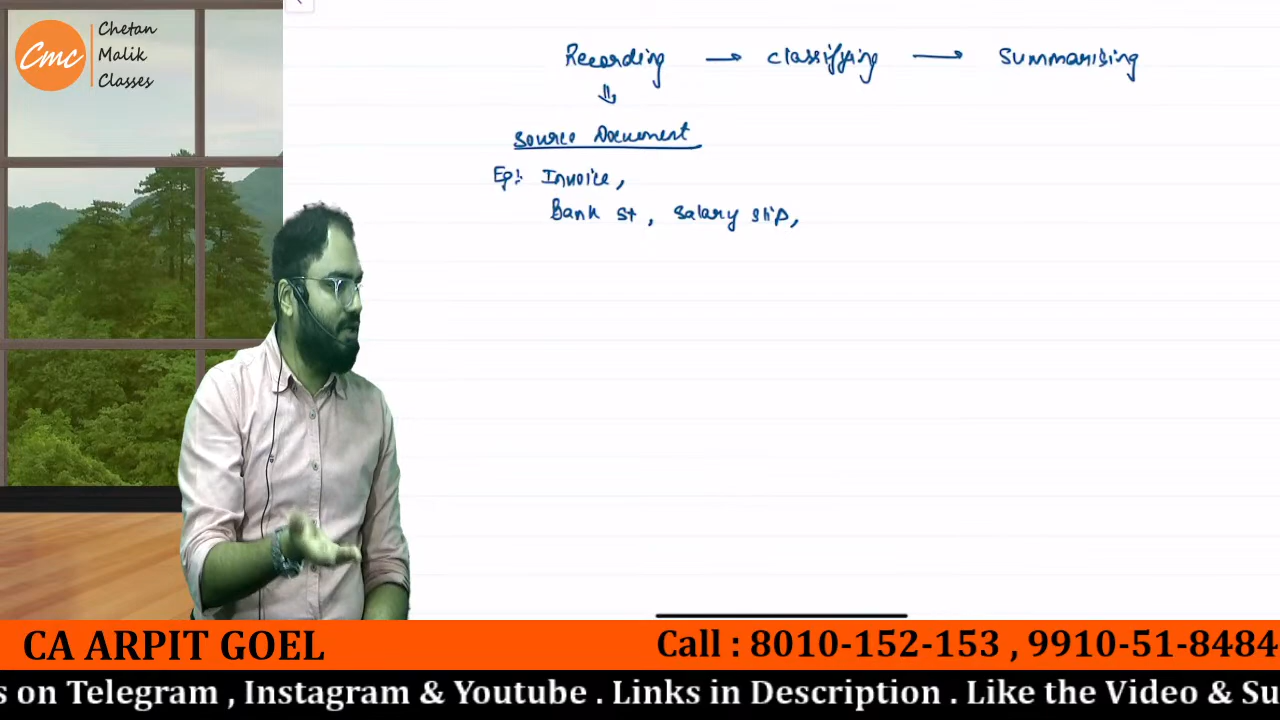 Cmc
Chetan
Malik
Classes
Recording → classifying → Summarising
⇓
Source Document
Eg: Invoice,
Bank st, Salary slip,
CA ARPIT GOEL
Call : 8010-152-153 , 9910-51-8484
s on Telegram , Instagram & Youtube . Links in Description . Like the Video & Su